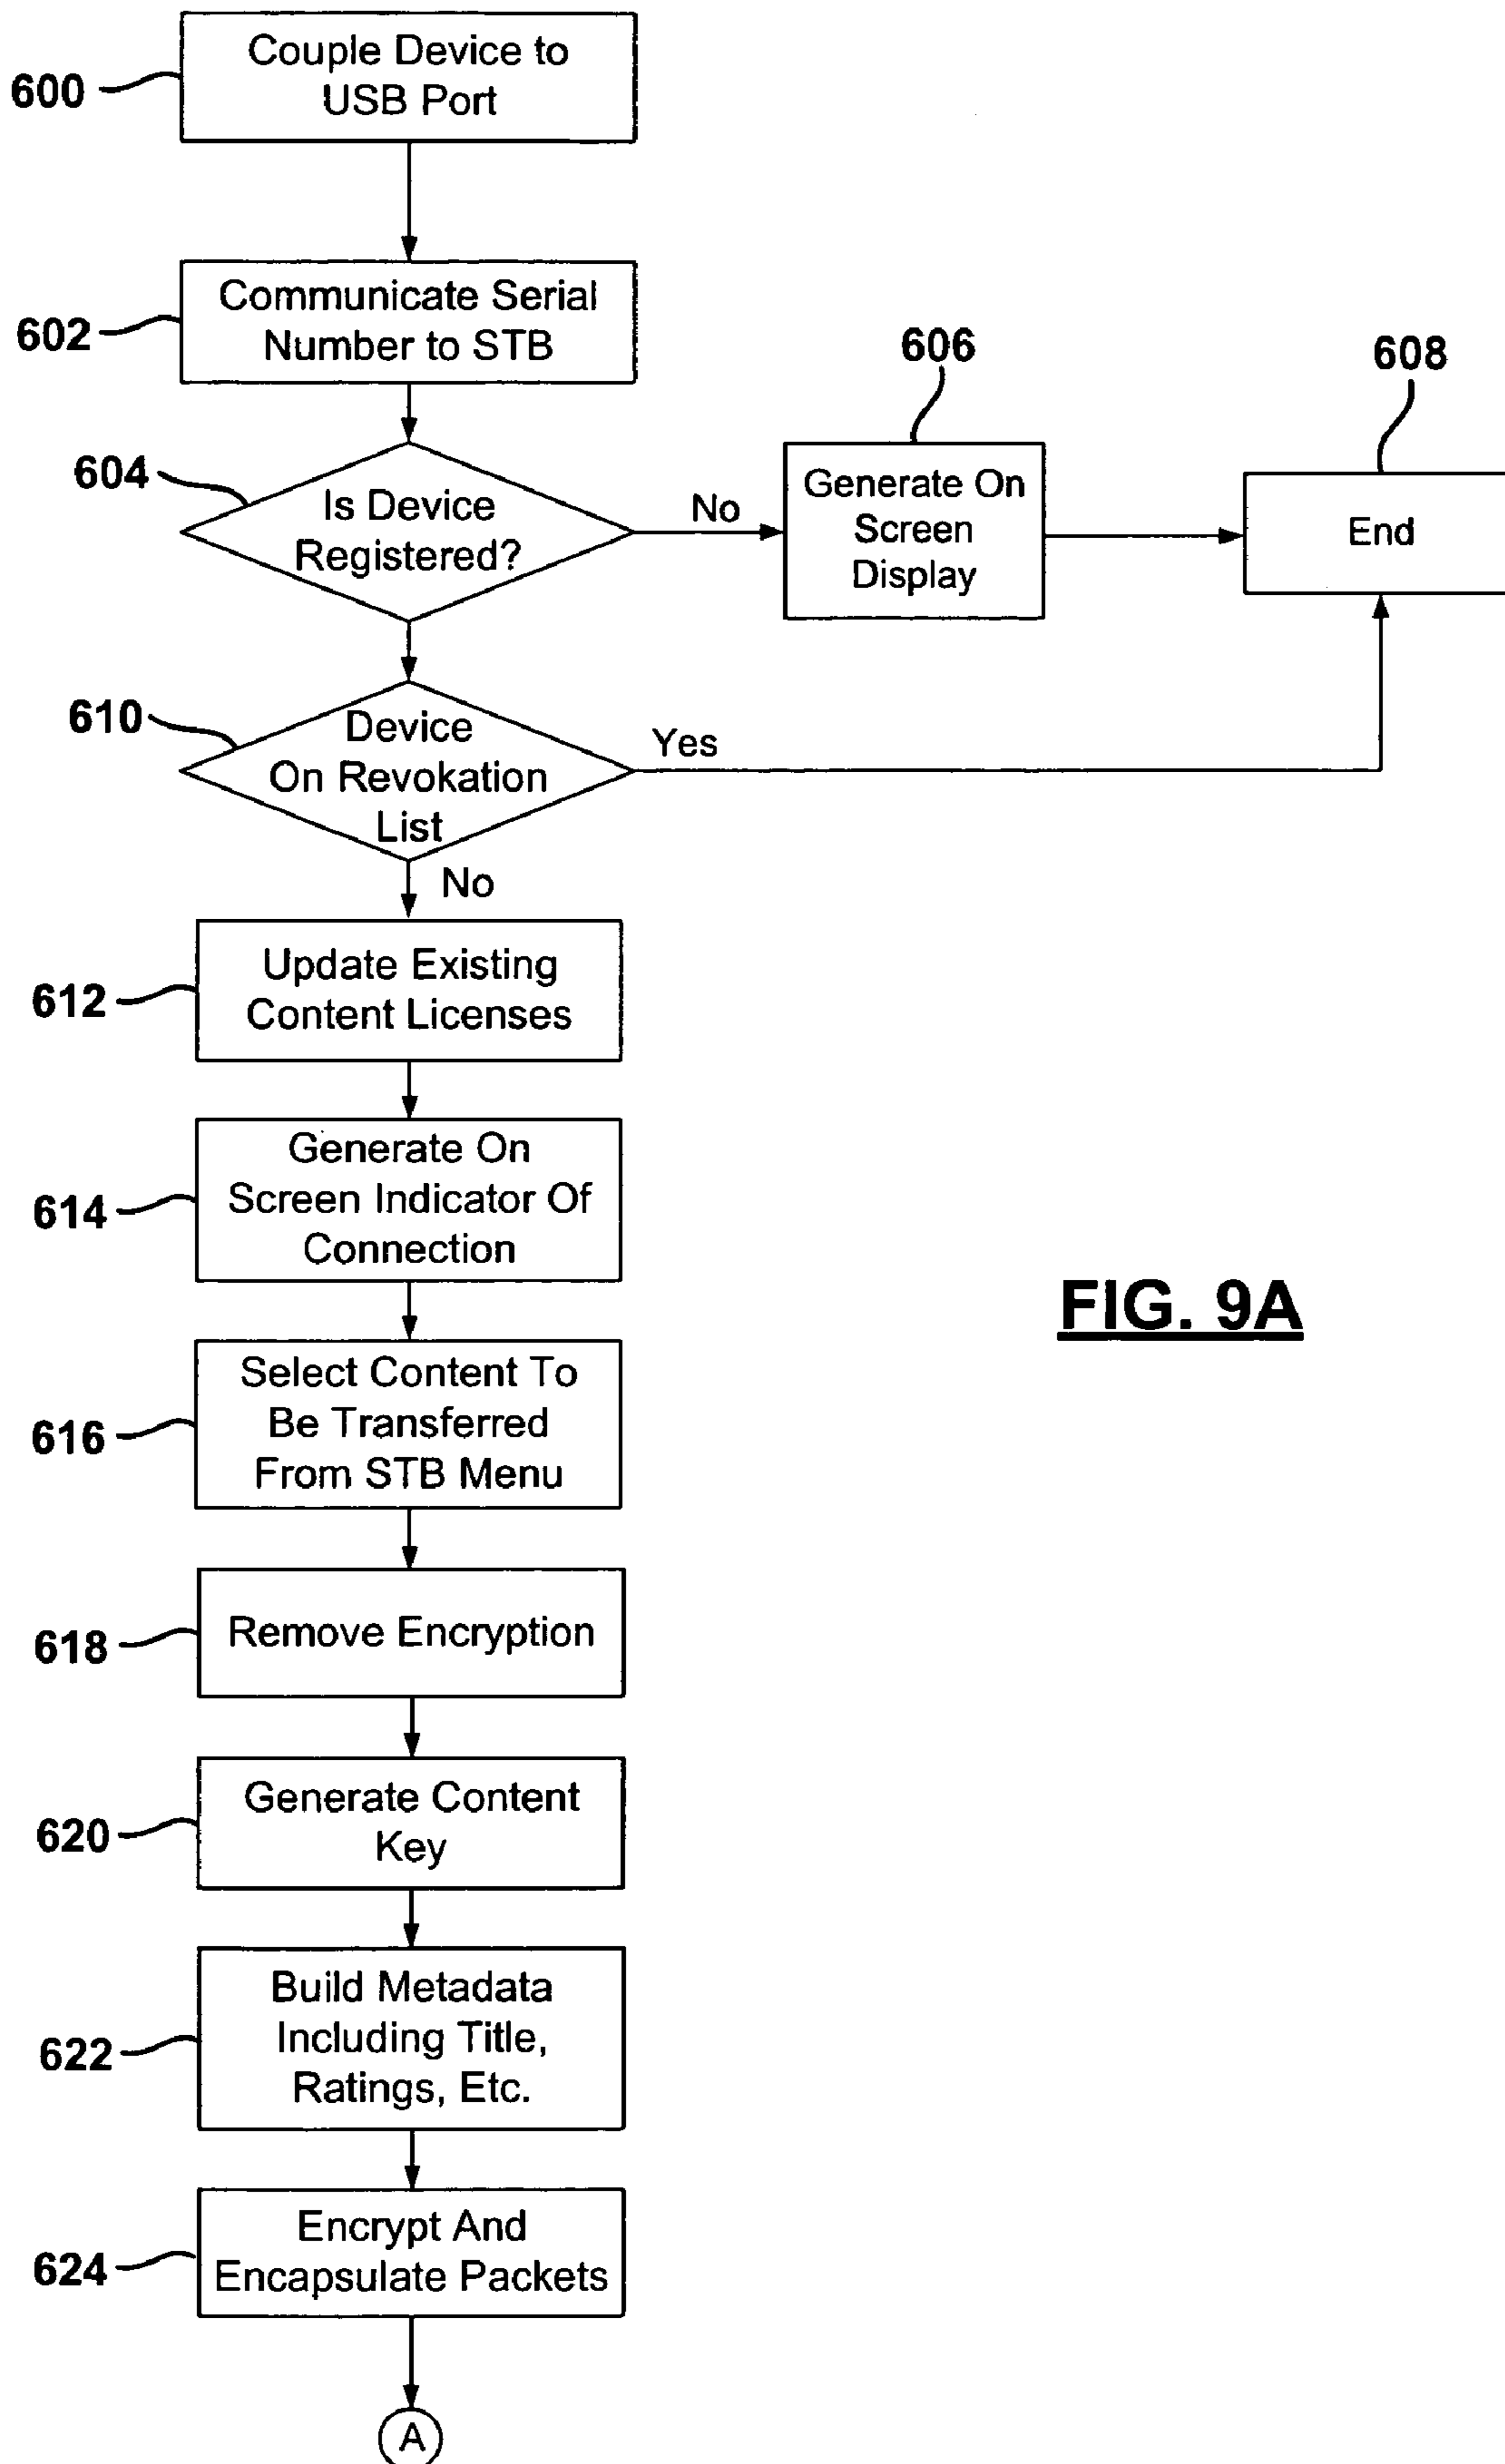 600
Couple Device to
USB Port
602
Communicate Serial
Number to STB
604
Is Device
Registered?
No
606
Generate On
Screen
Display
608
End
610
Device
On Revokation
List
Yes
No
612
Update Existing
Content Licenses
614
Generate On
Screen Indicator Of
Connection
616
Select Content To
Be Transferred
From STB Menu
618
Remove Encryption
620
Generate Content
Key
622
Build Metadata
Including Title,
Ratings, Etc.
624
Encrypt And
Encapsulate Packets
A
FIG. 9A